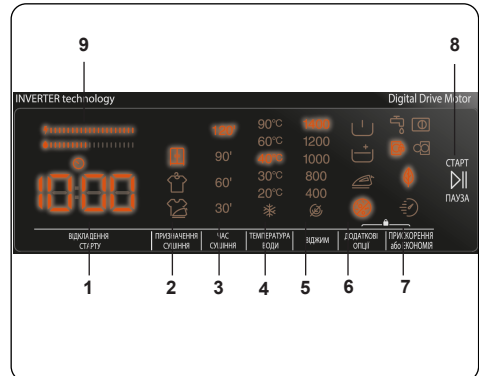 9
8
INVERTER technology
Digital Drive Motor
10:00
90'
60'
30'
90°C
60°C
40°C
30°C
20°C
1200
1000
800
400
СТАРТ
ПАУЗА
ВІДКЛАДЕННЯ
СТАРТУ
ПРИЗНАЧЕННЯ
СУШІННЯ
ЧАС
СУШІННЯ
ТЕМПЕРАТУРА
ВОДИ
ВІДЖИМ
ДОДАТКОВІ
ОПЦІЇ
ПРИСКОРЕННЯ
або ЕКОНОМІЯ
1
2
3
4
5
6
7